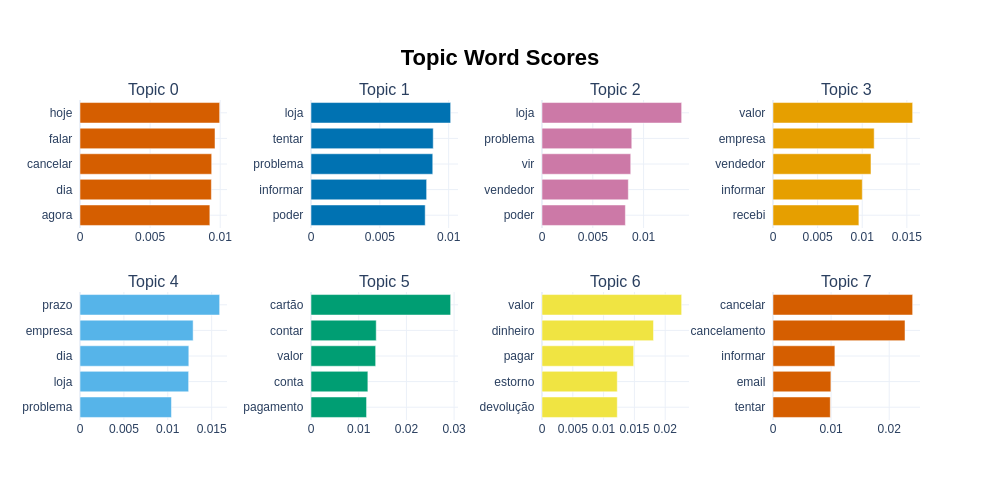 Topic Word Scores
Topic 0
hoje
falar
cancelar
dia
agora
0 0.005 0.01
Topic 1
loja
tentar
problema
informar
poder
0 0.005 0.01
Topic 2
loja
problema
vir
vendedor
poder
0 0.005 0.01
Topic 3
valor
empresa
vendedor
informar
recebi
0 0.005 0.01 0.015
Topic 4
prazo
empresa
dia
loja
problema
0 0.005 0.01 0.015
Topic 5
cartão
contar
valor
conta
pagamento
0 0.01 0.02 0.03
Topic 6
valor
dinheiro
pagar
estorno
devolução
0 0.005 0.01 0.015 0.02
Topic 7
cancelar
cancelamento
informar
email
tentar
0 0.01 0.02